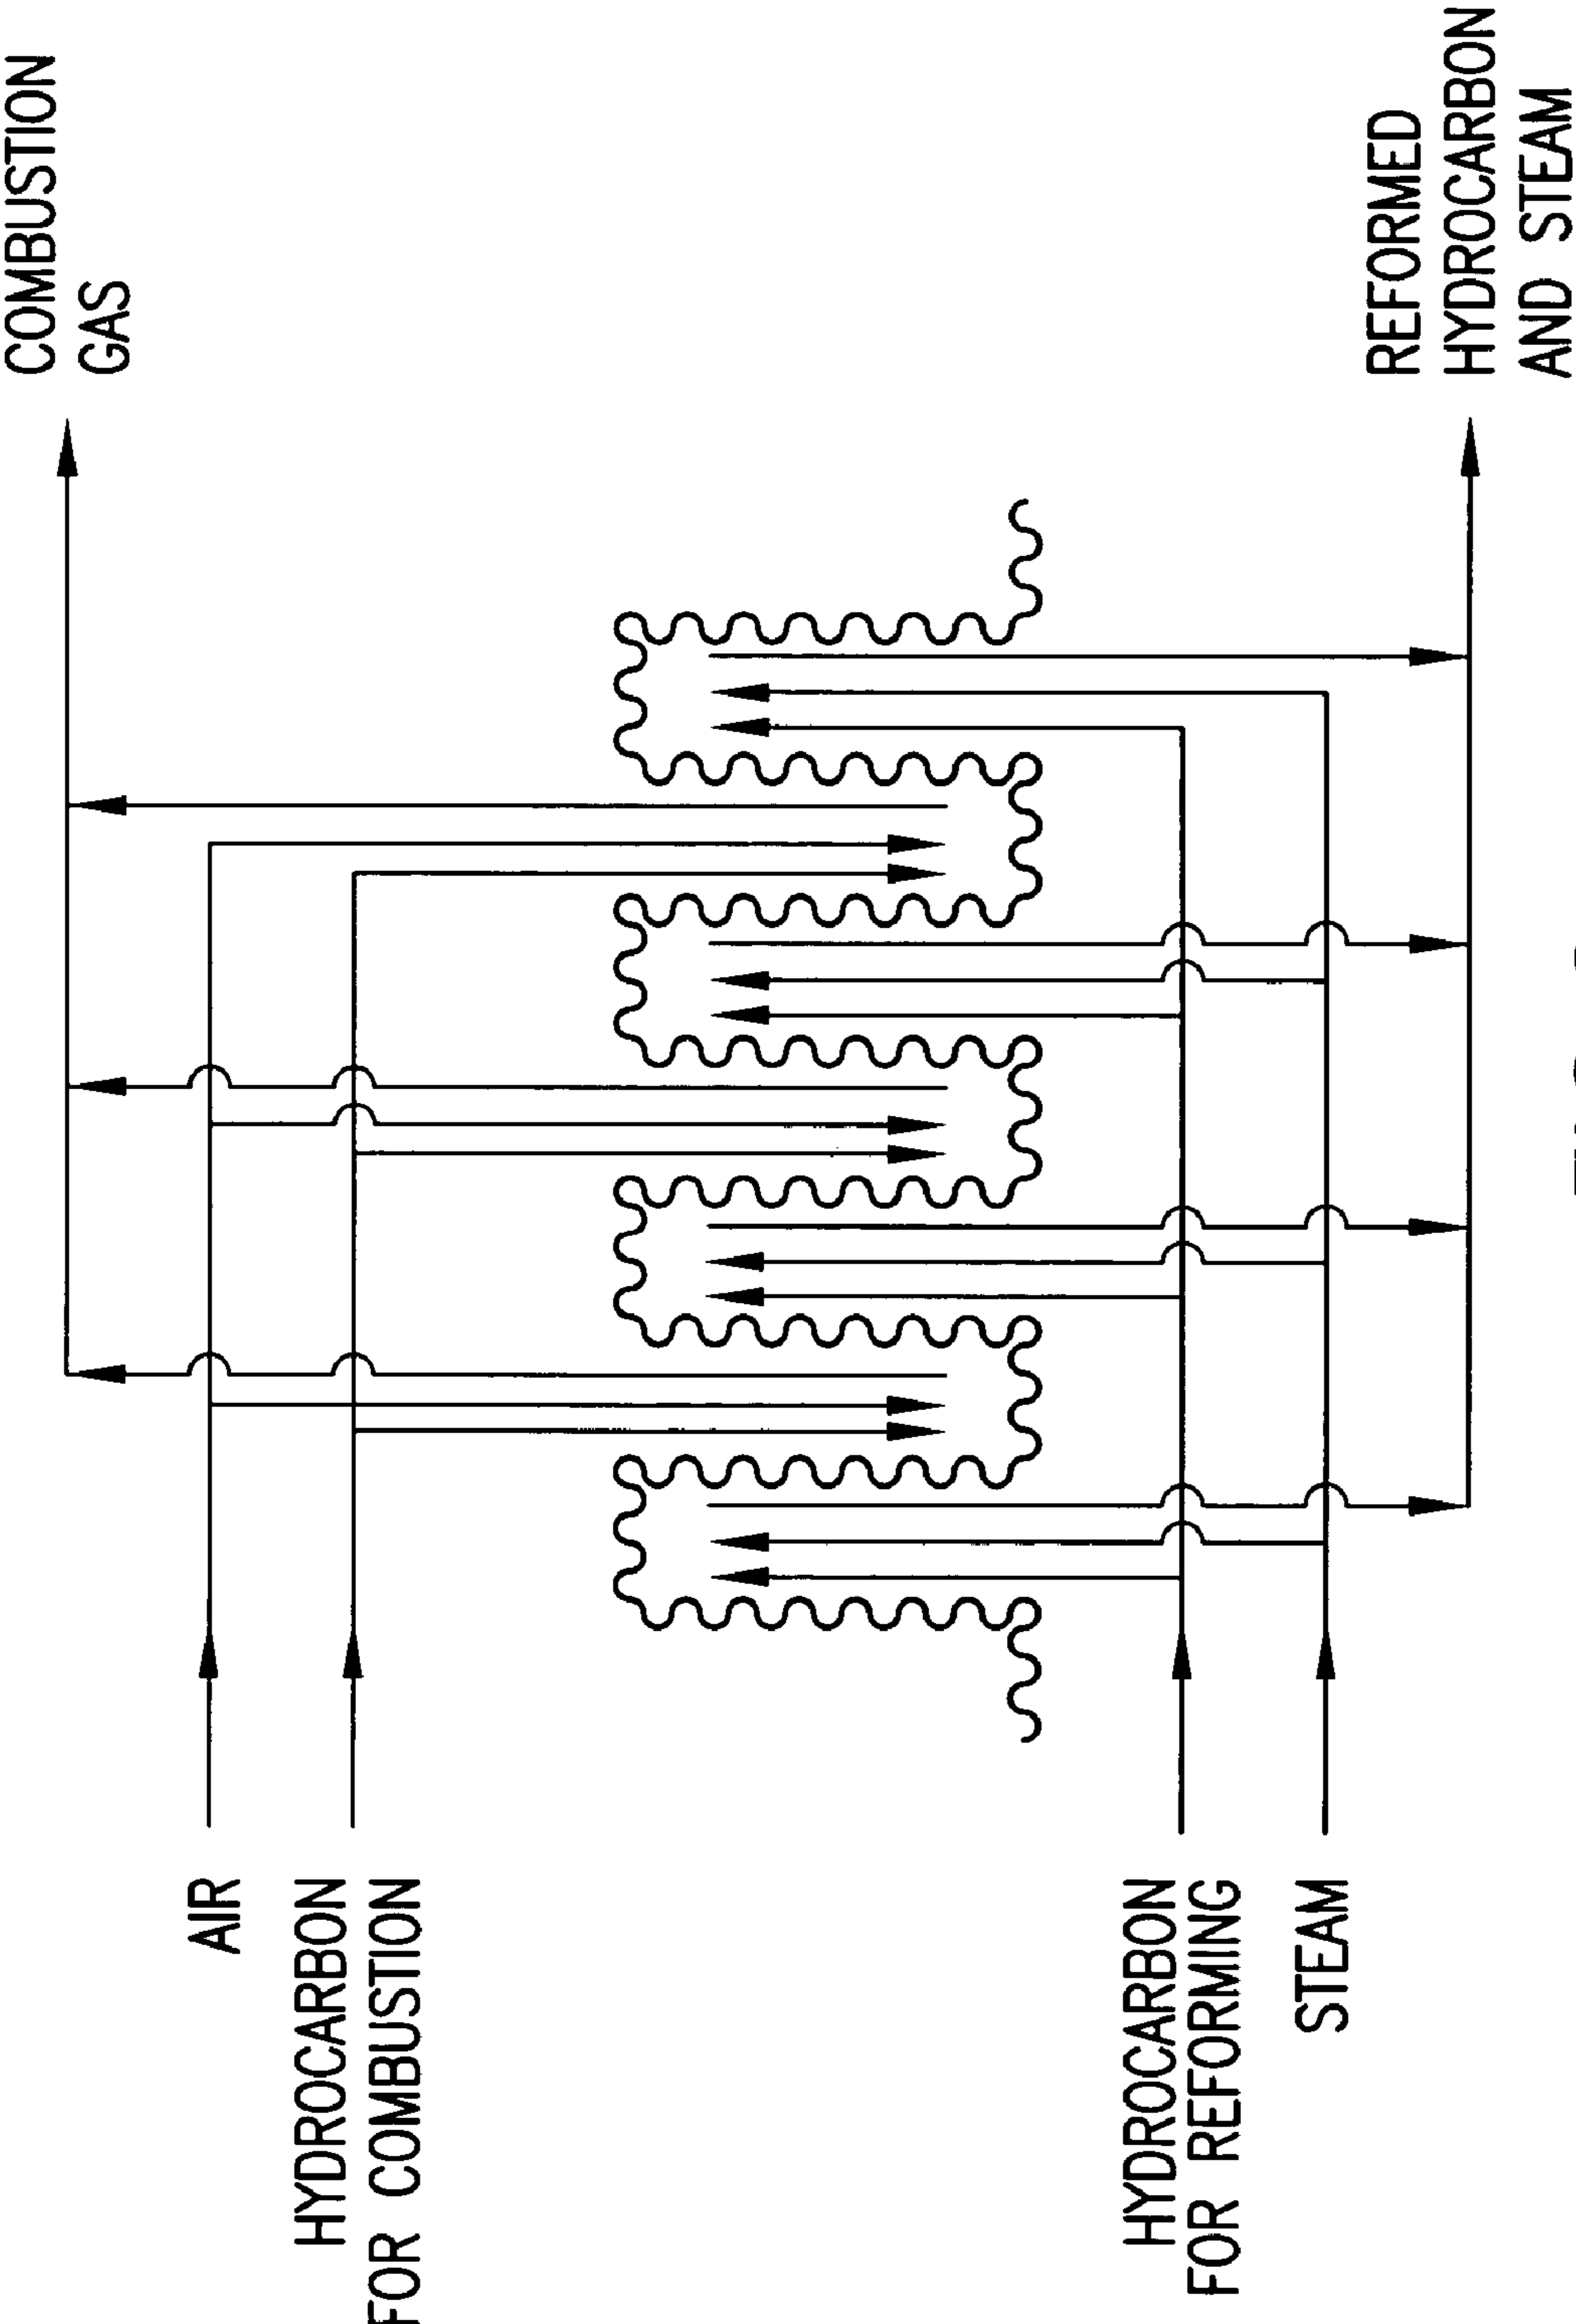 COMBUSTION
GAS
AIR
HYDROCARBON
FOR COMBUSTION
HYDROCARBON
FOR REFORMING
STEAM
REFORMED
HYDROCARBON
AND STEAM